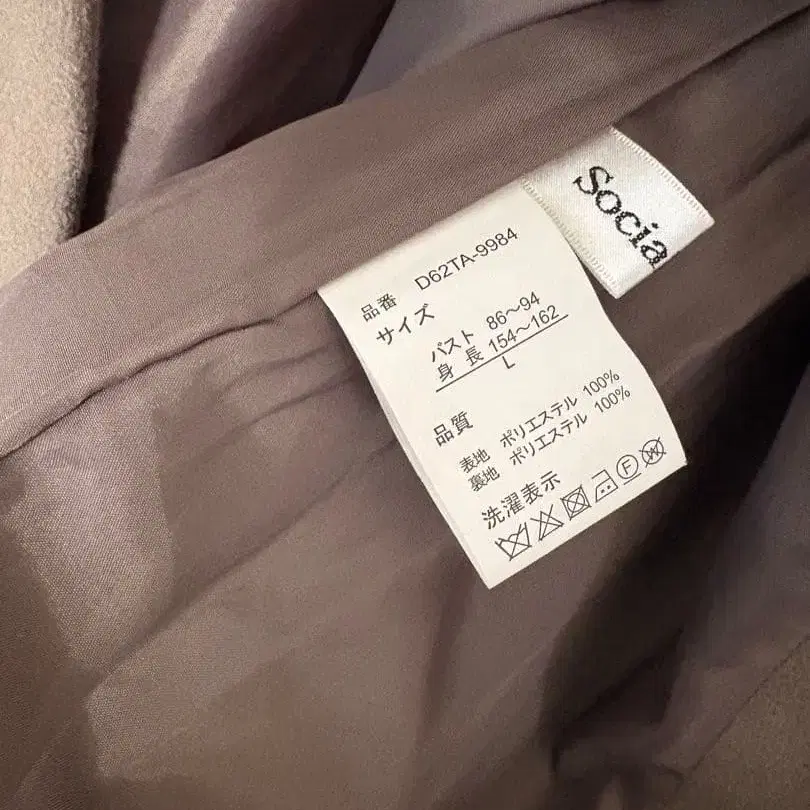 Socia
品番 D62TA-9984
サイズ
バスト 86～94
身長 154～162
L
品質
表地 ポリエステル 100%
裏地 ポリエステル 100%
洗濯表示
F W